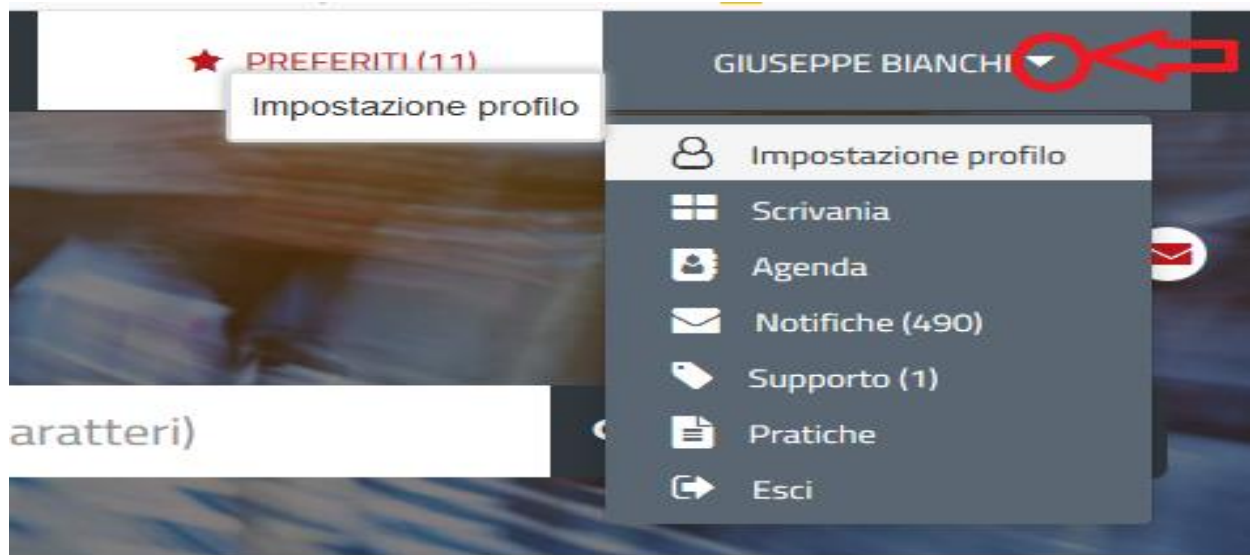 PREFERITI (11)
GIUSEPPE BIANCHI
Impostazione profilo
Impostazione profilo
Scrivania
Agenda
Notifiche (490)
Supporto (1)
aratteri)
Pratiche
Esci